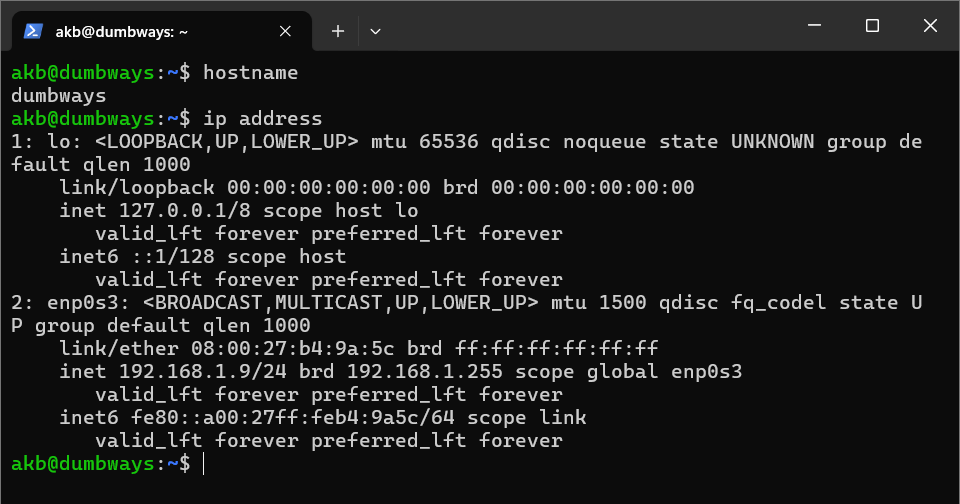 akb@dumbways: ~
akb@dumbways:~$ hostname
dumbways
akb@dumbways:~$ ip address
1: lo: <LOOPBACK,UP,LOWER_UP> mtu 65536 qdisc noqueue state UNKNOWN group de
fault qlen 1000
    link/loopback 00:00:00:00:00:00 brd 00:00:00:00:00:00
    inet 127.0.0.1/8 scope host lo
       valid_lft forever preferred_lft forever
    inet6 ::1/128 scope host
       valid_lft forever preferred_lft forever
2: enp0s3: <BROADCAST,MULTICAST,UP,LOWER_UP> mtu 1500 qdisc fq_codel state U
P group default qlen 1000
    link/ether 08:00:27:b4:9a:5c brd ff:ff:ff:ff:ff:ff
    inet 192.168.1.9/24 brd 192.168.1.255 scope global enp0s3
       valid_lft forever preferred_lft forever
    inet6 fe80::a00:27ff:feb4:9a5c/64 scope link
       valid_lft forever preferred_lft forever
akb@dumbways:~$